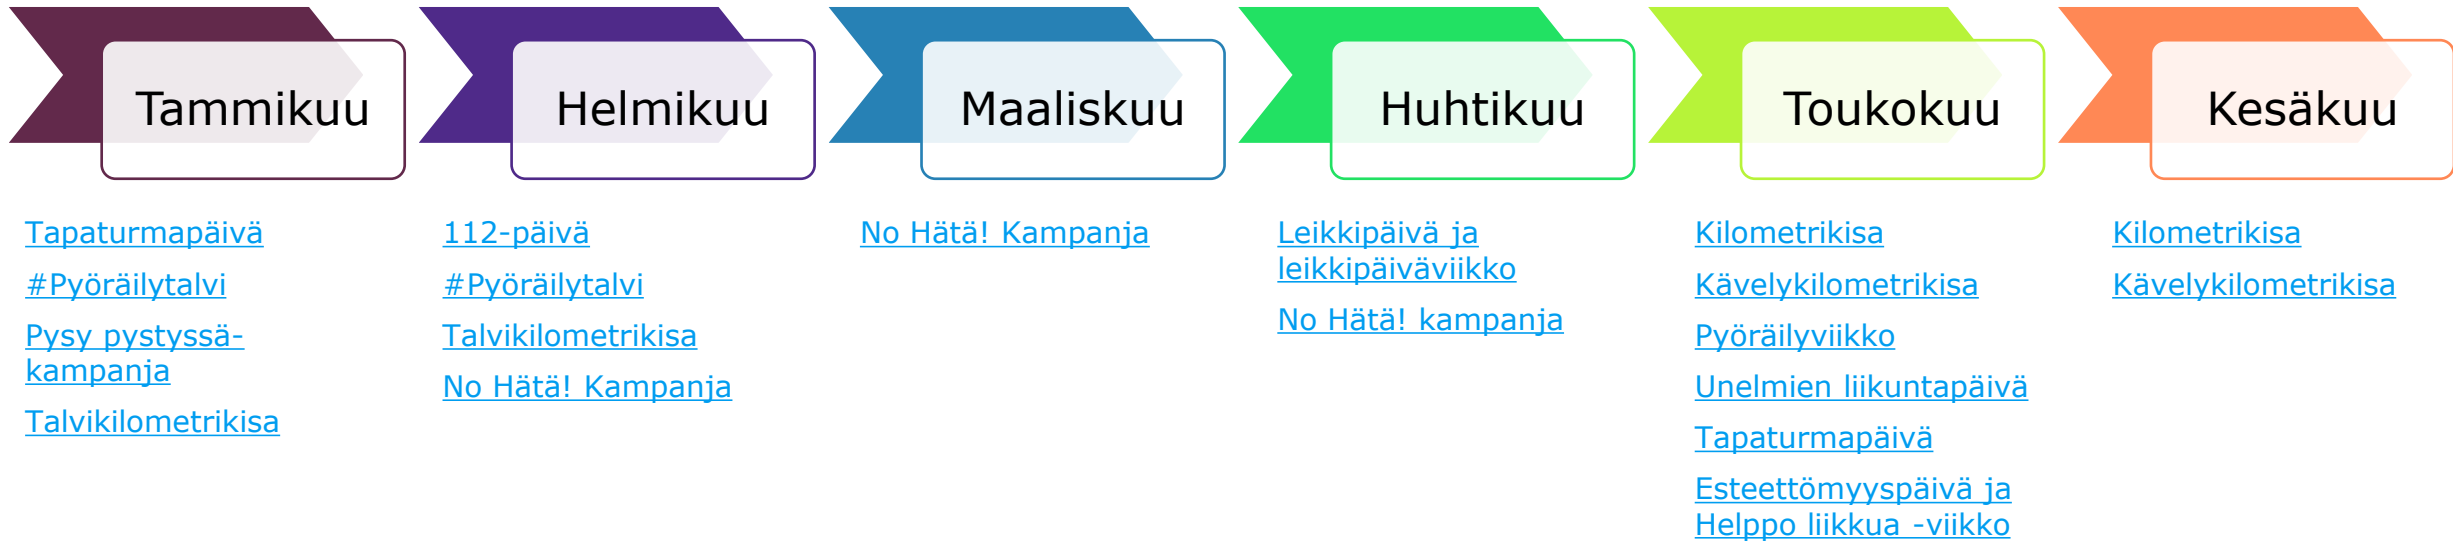 Tammikuu
Helmikuu
Maaliskuu
Huhtikuu
Toukokuu
Kesäkuu
Tapaturmapäivä
#Pyöräilytalvi
Pysy pystyssä-
kampanja
Talvikilometrikisa
112-päivä
#Pyöräilytalvi
Talvikilometrikisa
No Hätä! Kampanja
No Hätä! Kampanja
Leikkipäivä ja
leikkipäiväviikko
No Hätä! kampanja
Kilometrikisa
Kävelykilometrikisa
Pyöräilyviikko
Unelmien liikuntapäivä
Tapaturmapäivä
Esteettömyyspäivä ja
Helppo liikkua -viikko
Kilometrikisa
Kävelykilometrikisa